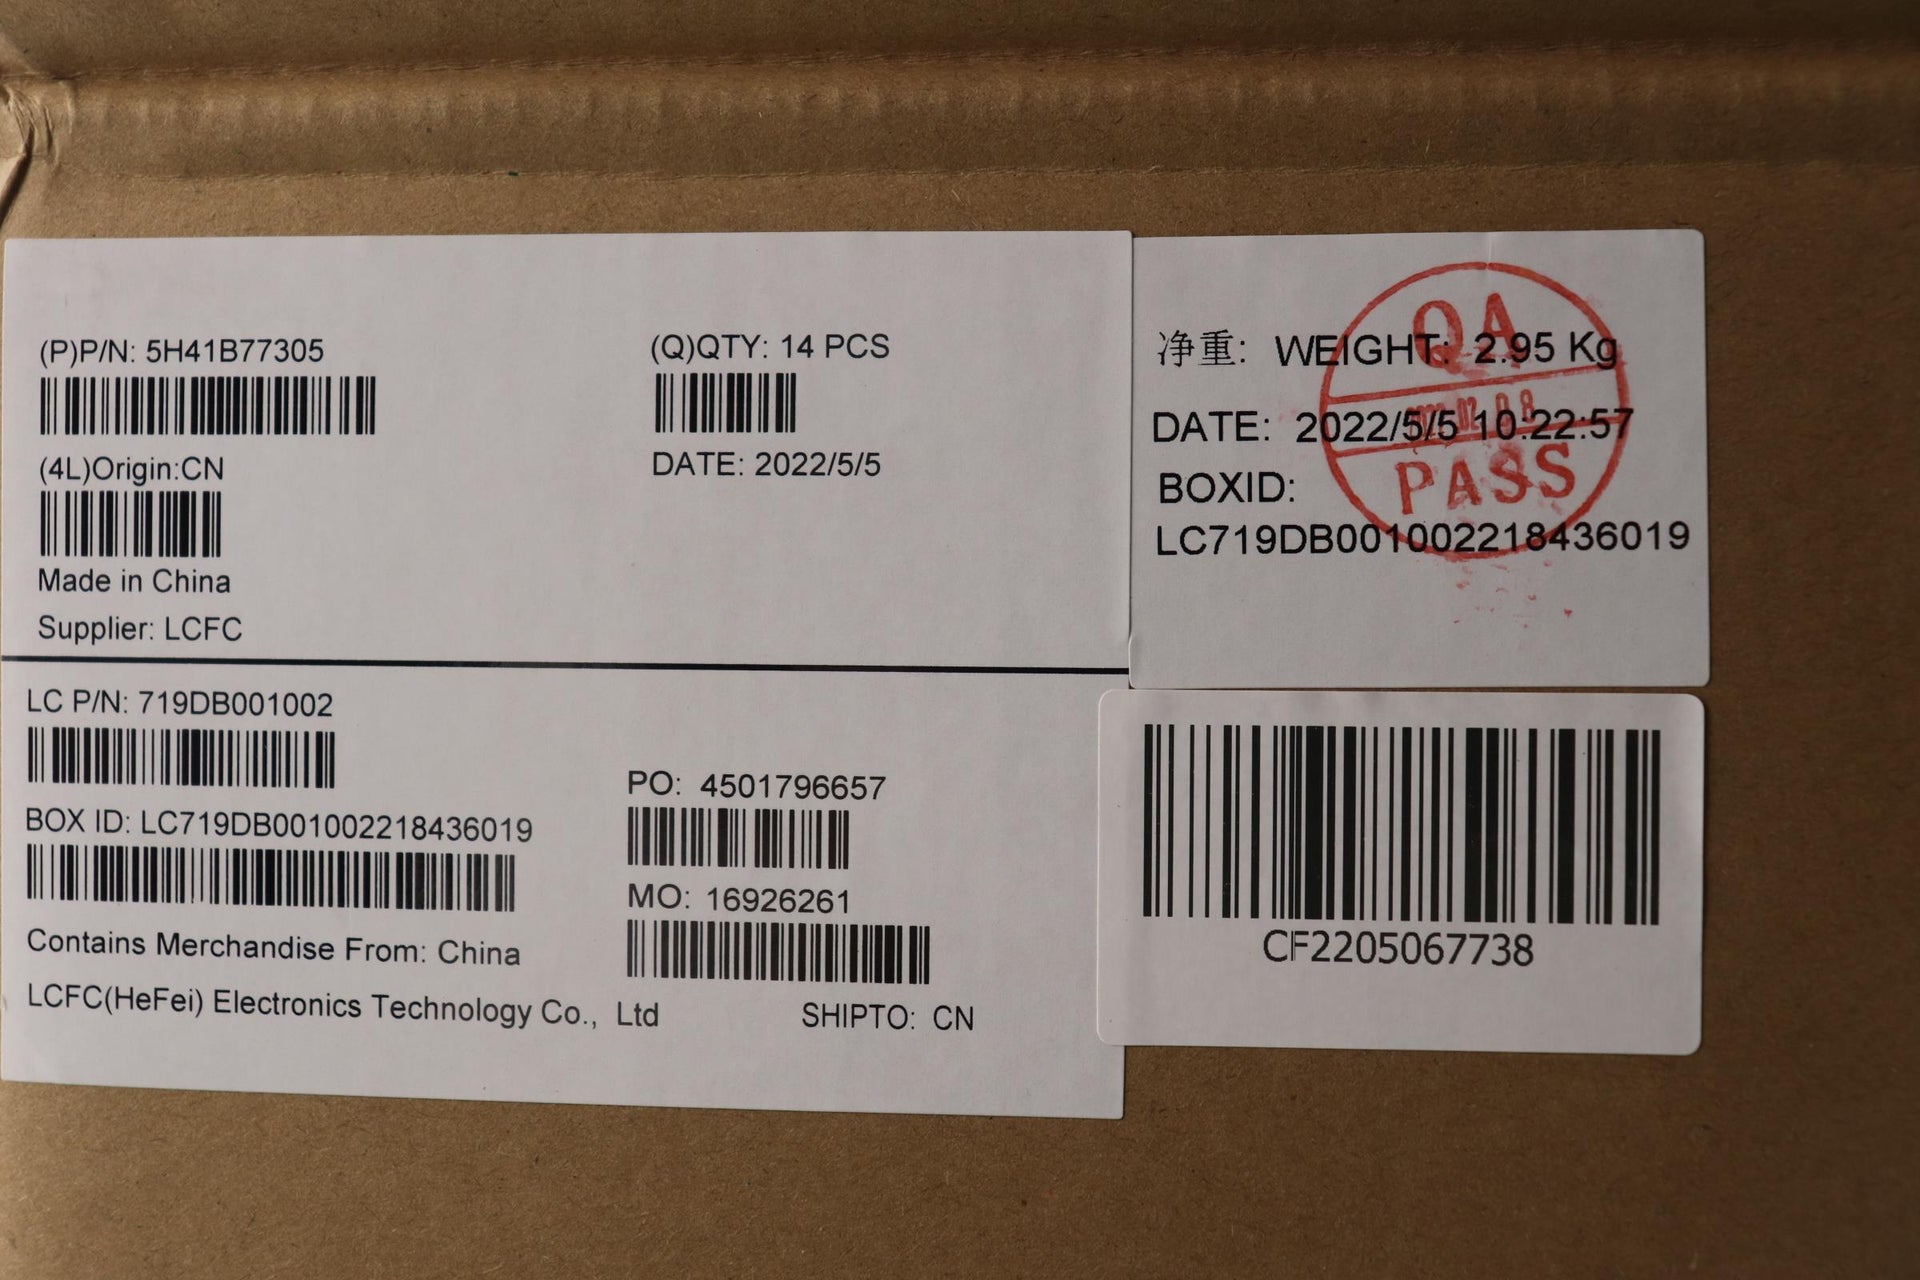 (P)P/N: 5H41B77305
(Q)QTY: 14 PCS
(4L)Origin:CN
DATE: 2022/5/5
Made in China
Supplier: LCFC
LC P/N: 719DB001002
BOX ID: LC719DB001002218436019
PO: 4501796657
MO: 16926261
Contains Merchandise From: China
LCFC(HeFei) Electronics Technology Co., Ltd
SHIPTO: CN
净重: WEIGHT: 2.95 Kg
DATE: 2022/5/5 10:22:57
BOXID:
LC719DB001002218436019
QA
PASS
CF2205067738